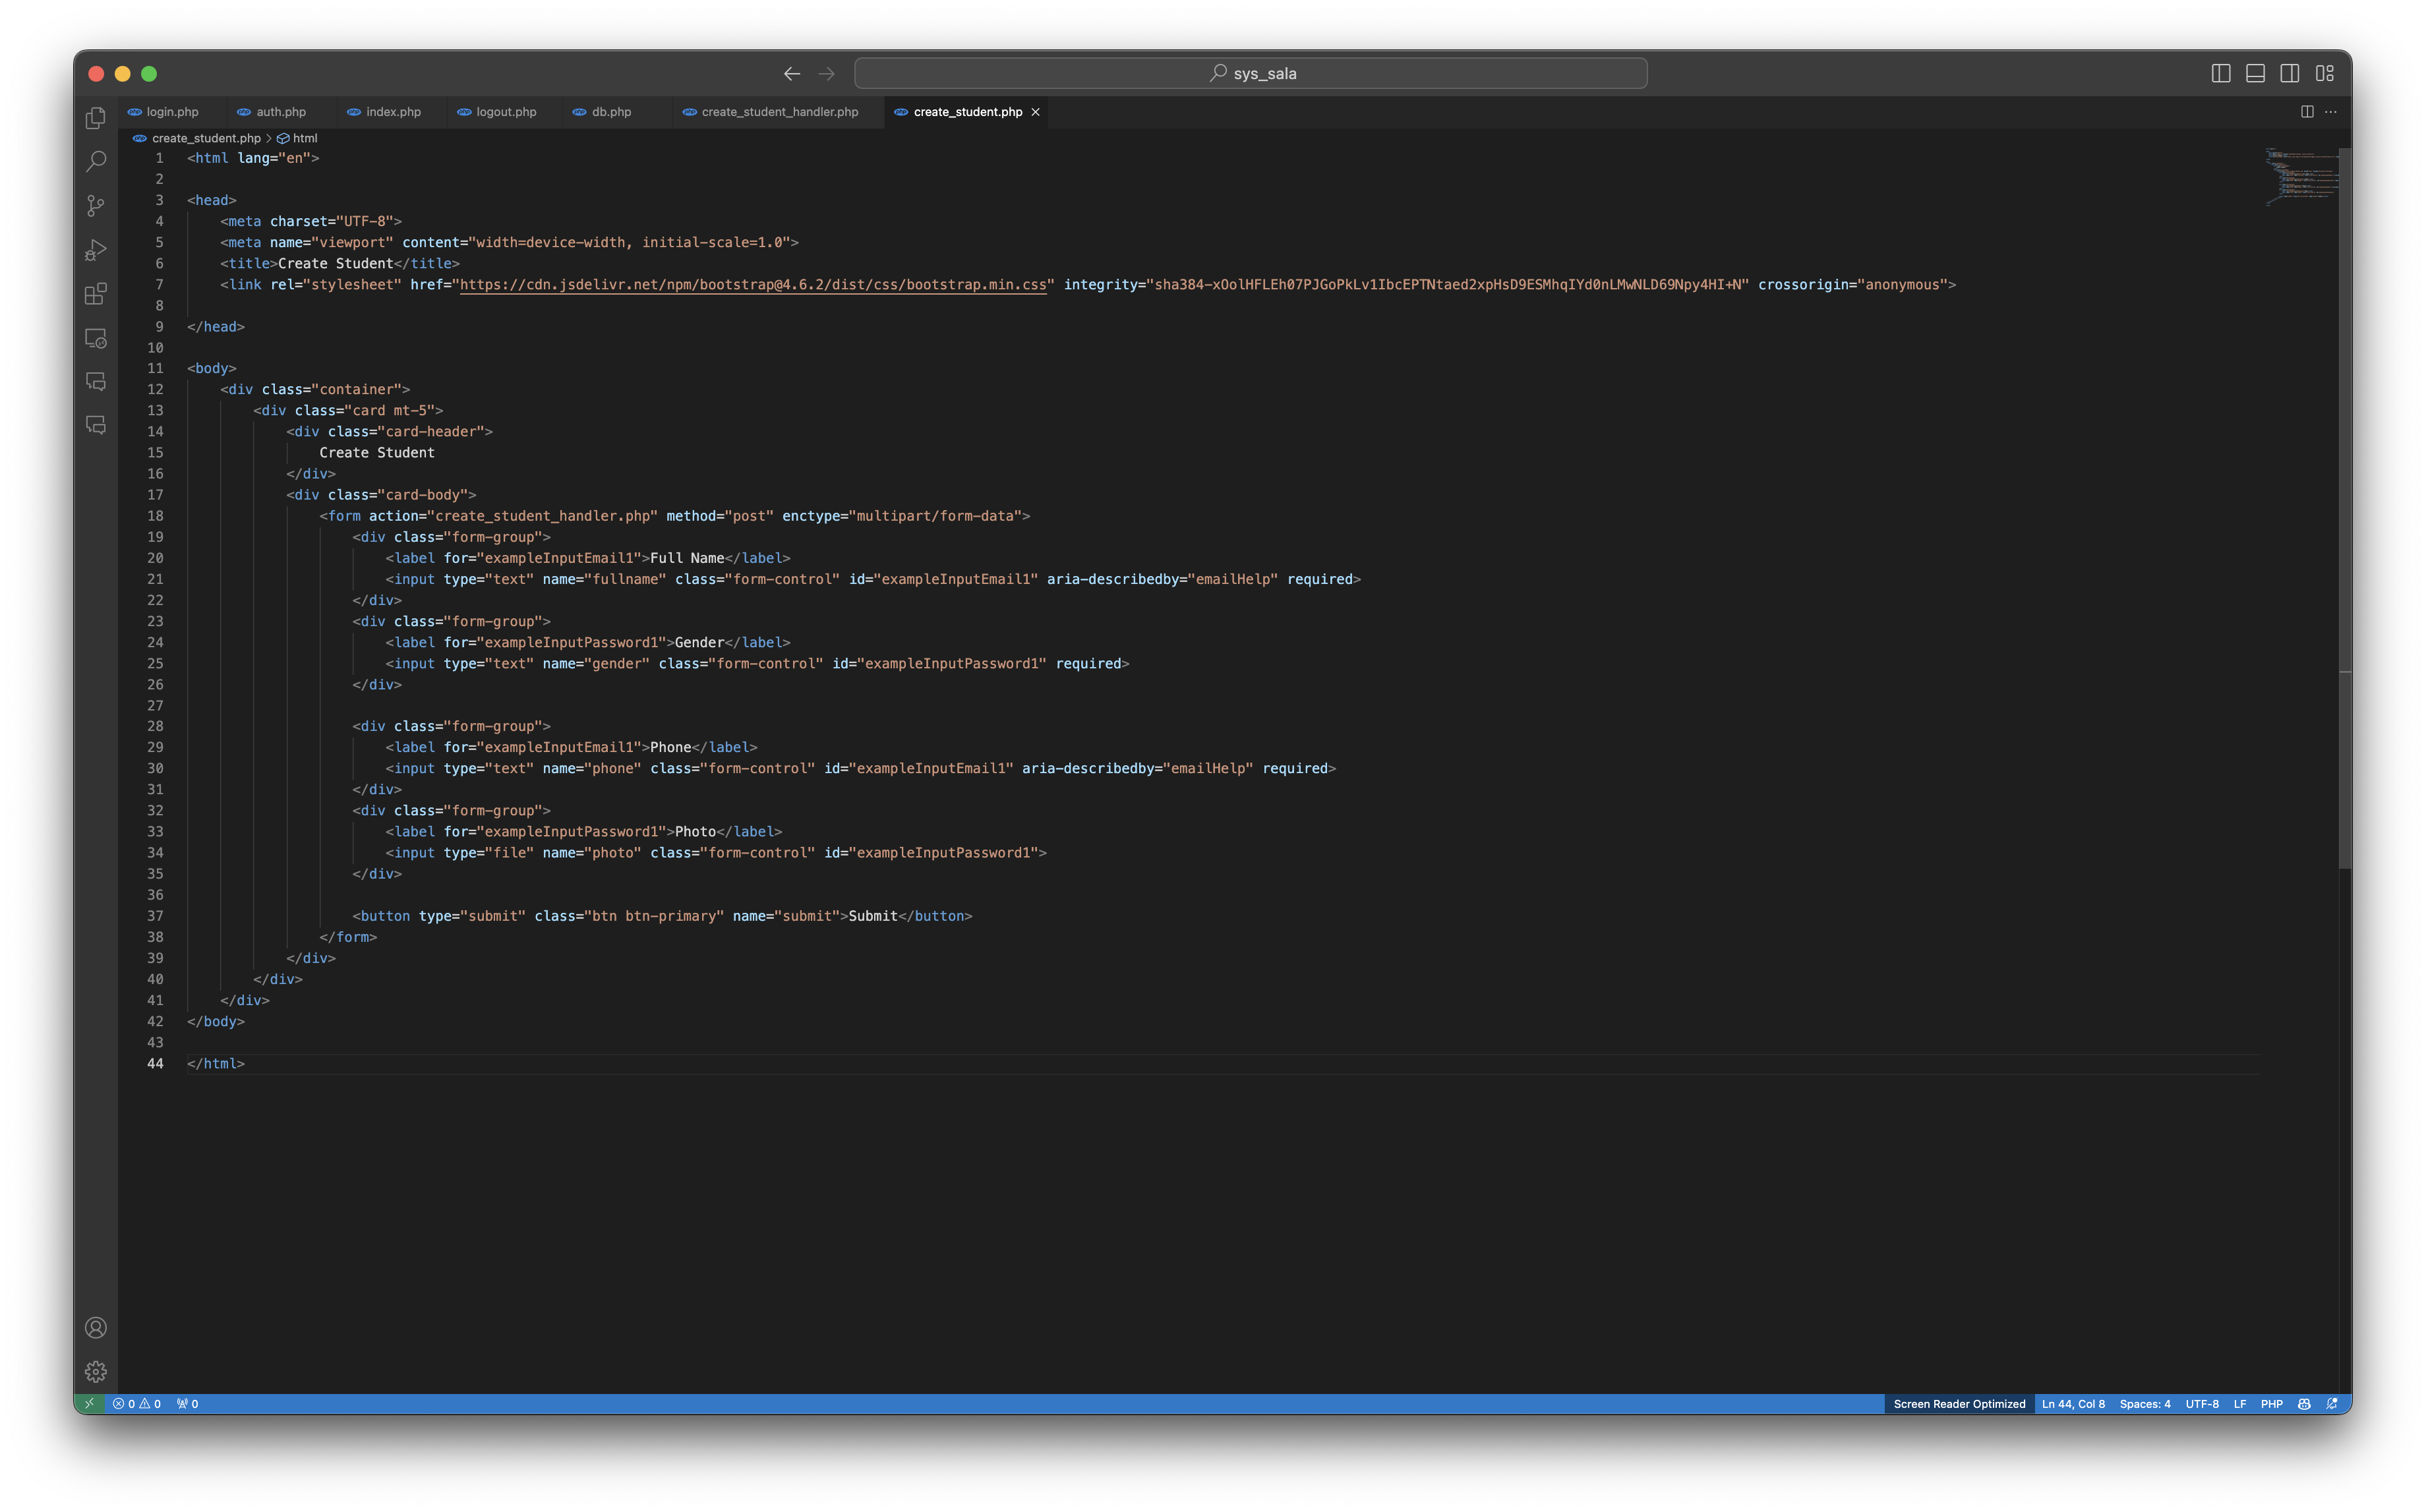 sys_sala
login.php auth.php index.php logout.php db.php create_student_handler.php create_student.php
create_student.php > html
1 <html lang="en">
2
3 <head>
4     <meta charset="UTF-8">
5     <meta name="viewport" content="width=device-width, initial-scale=1.0">
6     <title>Create Student</title>
7     <link rel="stylesheet" href="https://cdn.jsdelivr.net/npm/bootstrap@4.6.2/dist/css/bootstrap.min.css" integrity="sha384-xOolHFLEh07PJGoPkLv1IbcEPTNtaed2xpHsD9ESMhqIYd0nLMwNLD69Npy4HI+N" crossorigin="anonymous">
8
9 </head>
10
11 <body>
12     <div class="container">
13         <div class="card mt-5">
14             <div class="card-header">
15                 Create Student
16             </div>
17             <div class="card-body">
18                 <form action="create_student_handler.php" method="post" enctype="multipart/form-data">
19                     <div class="form-group">
20                         <label for="exampleInputEmail1">Full Name</label>
21                         <input type="text" name="fullname" class="form-control" id="exampleInputEmail1" aria-describedby="emailHelp" required>
22                     </div>
23                     <div class="form-group">
24                         <label for="exampleInputPassword1">Gender</label>
25                         <input type="text" name="gender" class="form-control" id="exampleInputPassword1" required>
26                     </div>
27
28                     <div class="form-group">
29                         <label for="exampleInputEmail1">Phone</label>
30                         <input type="text" name="phone" class="form-control" id="exampleInputEmail1" aria-describedby="emailHelp" required>
31                     </div>
32                     <div class="form-group">
33                         <label for="exampleInputPassword1">Photo</label>
34                         <input type="file" name="photo" class="form-control" id="exampleInputPassword1">
35                     </div>
36
37                     <button type="submit" class="btn btn-primary" name="submit">Submit</button>
38                 </form>
39             </div>
40         </div>
41     </div>
42 </body>
43
44 </html>
0 0 0 Screen Reader Optimized Ln 44, Col 8 Spaces: 4 UTF-8 LF PHP